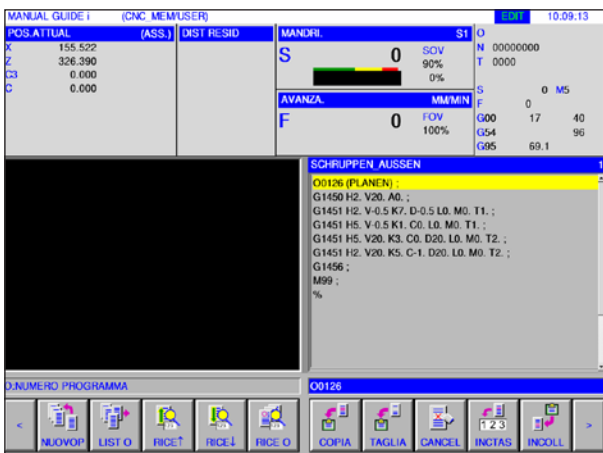 MANUAL GUIDE i (CNC_MEM/USER) EDIT 10:09:13
POS.ATTUAL (ASS.) DIST RESID MANDRI. S1 O
X 155.522
Z 326.390
C3 0.000
C 0.000
S 0 SOV
90%
0%
AVANZA. MM/MIN
F 0 FOV
100%
N 00000000
T 0000
S 0 M5
F 0
G00 17 40
G54 96
G95 69.1
SCHRUPPEN_AUSSEN 1
O0126 (PLANEN) ;
G1450 H2. V20. A0. ;
G1451 H2. V-0.5 K7. D-0.5 L0. M0. T1. ;
G1451 H5. V-0.5 K1. C0. L0. M0. T1. ;
G1451 H5. V20. K3. C0. D20. L0. M0. T2. ;
G1451 H2. V20. K5. C-1. D20. L0. M0. T2. ;
G1456 ;
M99 ;
%
O:NUMERO PROGRAMMA O0126
< NUOVOP LIST O RICE↑ RICE↓ RICE O COPIA TAGLIA CANCEL INCTAS INCOLL >